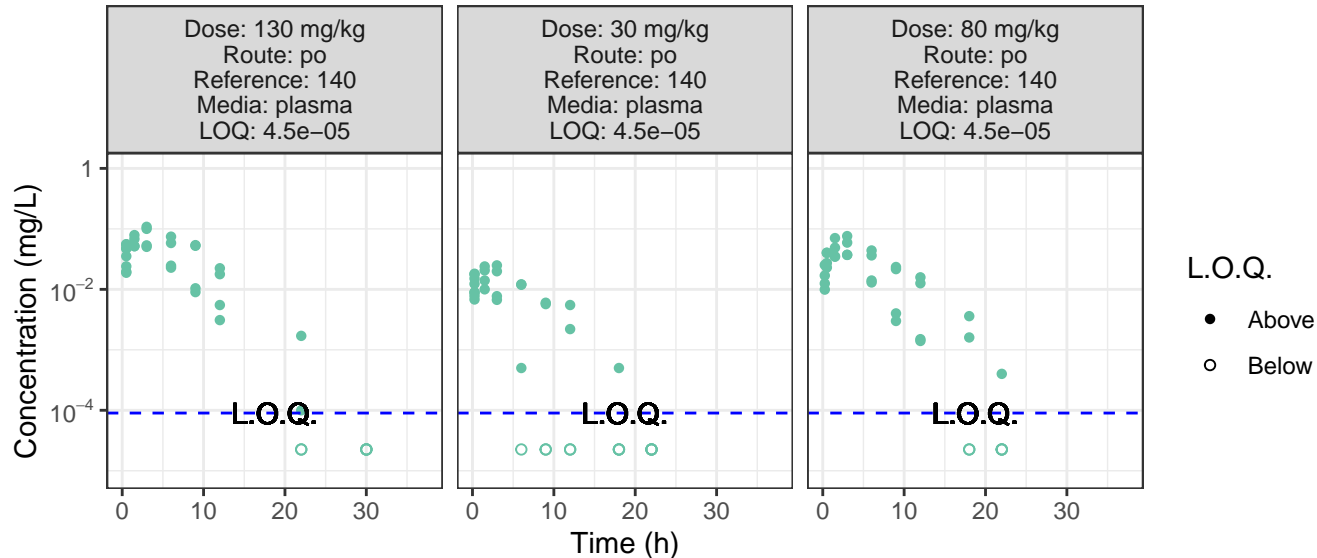 Dose: 130 mg/kg
Route: po
Reference: 140
Media: plasma
LOQ: 4.5e−05
Dose: 30 mg/kg
Route: po
Reference: 140
Media: plasma
LOQ: 4.5e−05
Dose: 80 mg/kg
Route: po
Reference: 140
Media: plasma
LOQ: 4.5e−05
Concentration (mg/L)
1
10⁻²
10⁻⁴
L.O.Q.
L.O.Q.
L.O.Q.
0 10 20 30
0 10 20 30
0 10 20 30
Time (h)
L.O.Q.
Above
Below